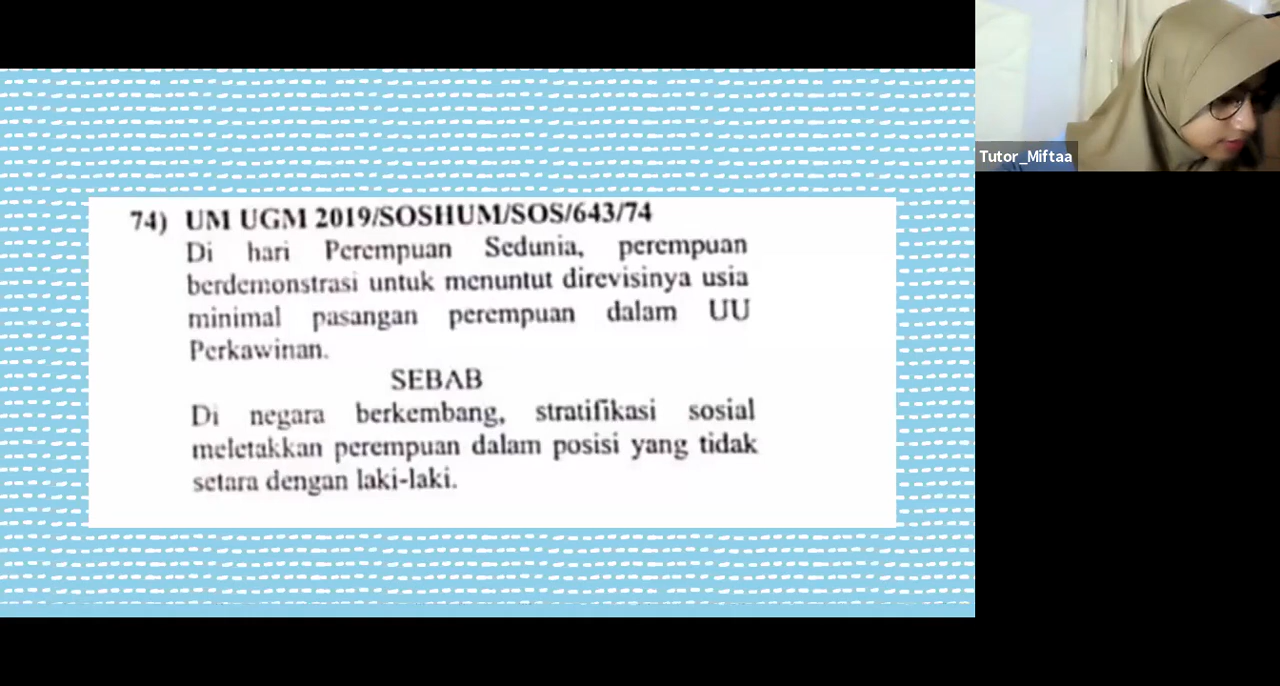 74) UM UGM 2019/SOSHUM/SOS/643/74
Di hari Perempuan Sedunia, perempuan
berdemonstrasi untuk menuntut direvisinya usia
minimal pasangan perempuan dalam UU
Perkawinan.
SEBAB
Di negara berkembang, stratifikasi sosial
meletakkan perempuan dalam posisi yang tidak
setara dengan laki-laki.
Tutor_Miftaa